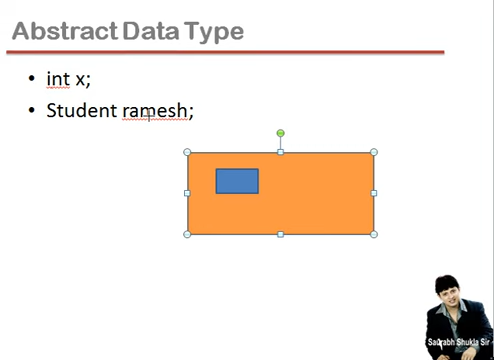 Abstract Data Type
• int x;
• Student ramesh;
Saurabh Shukla Sir